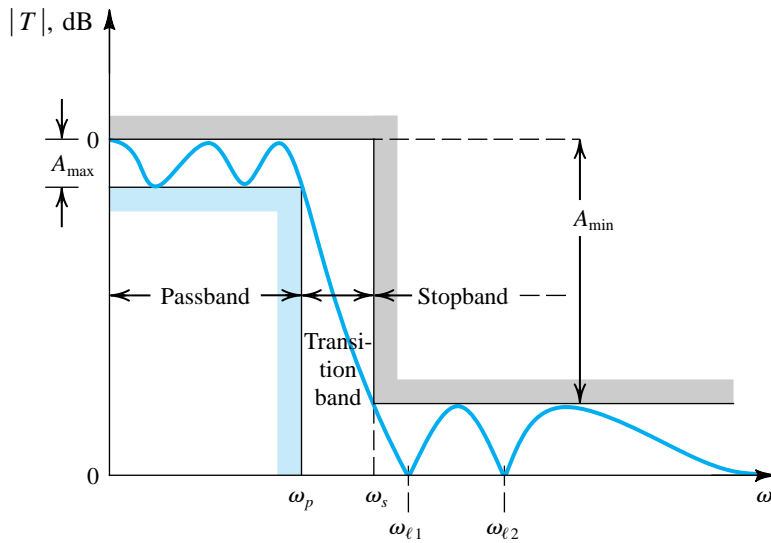 |T|, dB
0
A_max
A_min
Passband
Stopband
Transi-
tion
band
0
ω_p
ω_s
ω
ω_ℓ1
ω_ℓ2